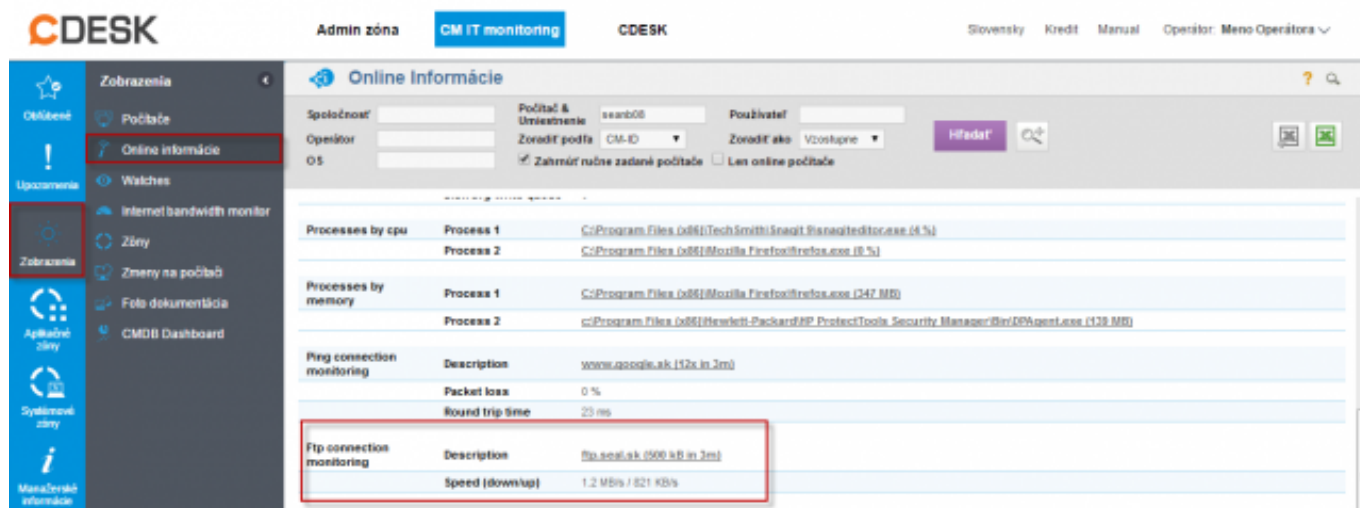 CDESK
Admin zóna CM IT monitoring CDESK Slovensky Kredit Manual Operátor: Meno Operátora
Obľúbené
Upozornenia
Zobrazenia
Aplikačné zóny
Systémové zóny
Manažerské informácie
Zobrazenia
Počítače
Online informácie
Watches
Internet bandwidth monitor
Zóny
Zmeny na počítači
Foto dokumentácia
CMDB Dashboard
Online Informácie
Spoločnosť Počítač & Umiestnenie seanb08 Používateľ
Operátor Zoradiť podľa CM-ID Zoradiť ako Vzostupne Hľadať
OS Zahrnúť ručne zadané počítače Len online počítače
Processes by cpu Process 1 C:\Program Files (x86)\TechSmith\Snagit 9\snagiteditor.exe (4 %)
Process 2 C:\Program Files (x86)\Mozilla Firefox\firefox.exe (0 %)
Processes by memory Process 1 C:\Program Files (x86)\Mozilla Firefox\firefox.exe (347 MB)
Process 2 c:\Program Files (x86)\Hewlett-Packard\HP ProtectTools Security Manager\Bin\DPAgent.exe (139 MB)
Ping connection monitoring Description www.google.sk (12x in 3m)
Packet loss 0 %
Round trip time 23 ms
Ftp connection monitoring Description ftp.seal.sk (500 kB in 3m)
Speed (down/up) 1.2 MB/s / 821 KB/s